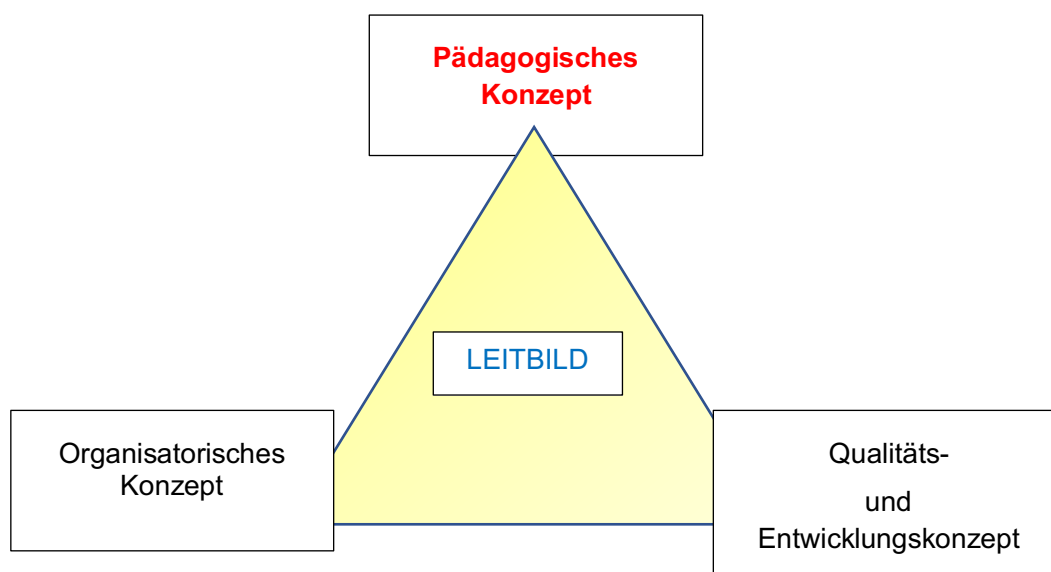 Pädagogisches
Konzept
LEITBILD
Organisatorisches
Konzept
Qualitäts-
und
Entwicklungskonzept